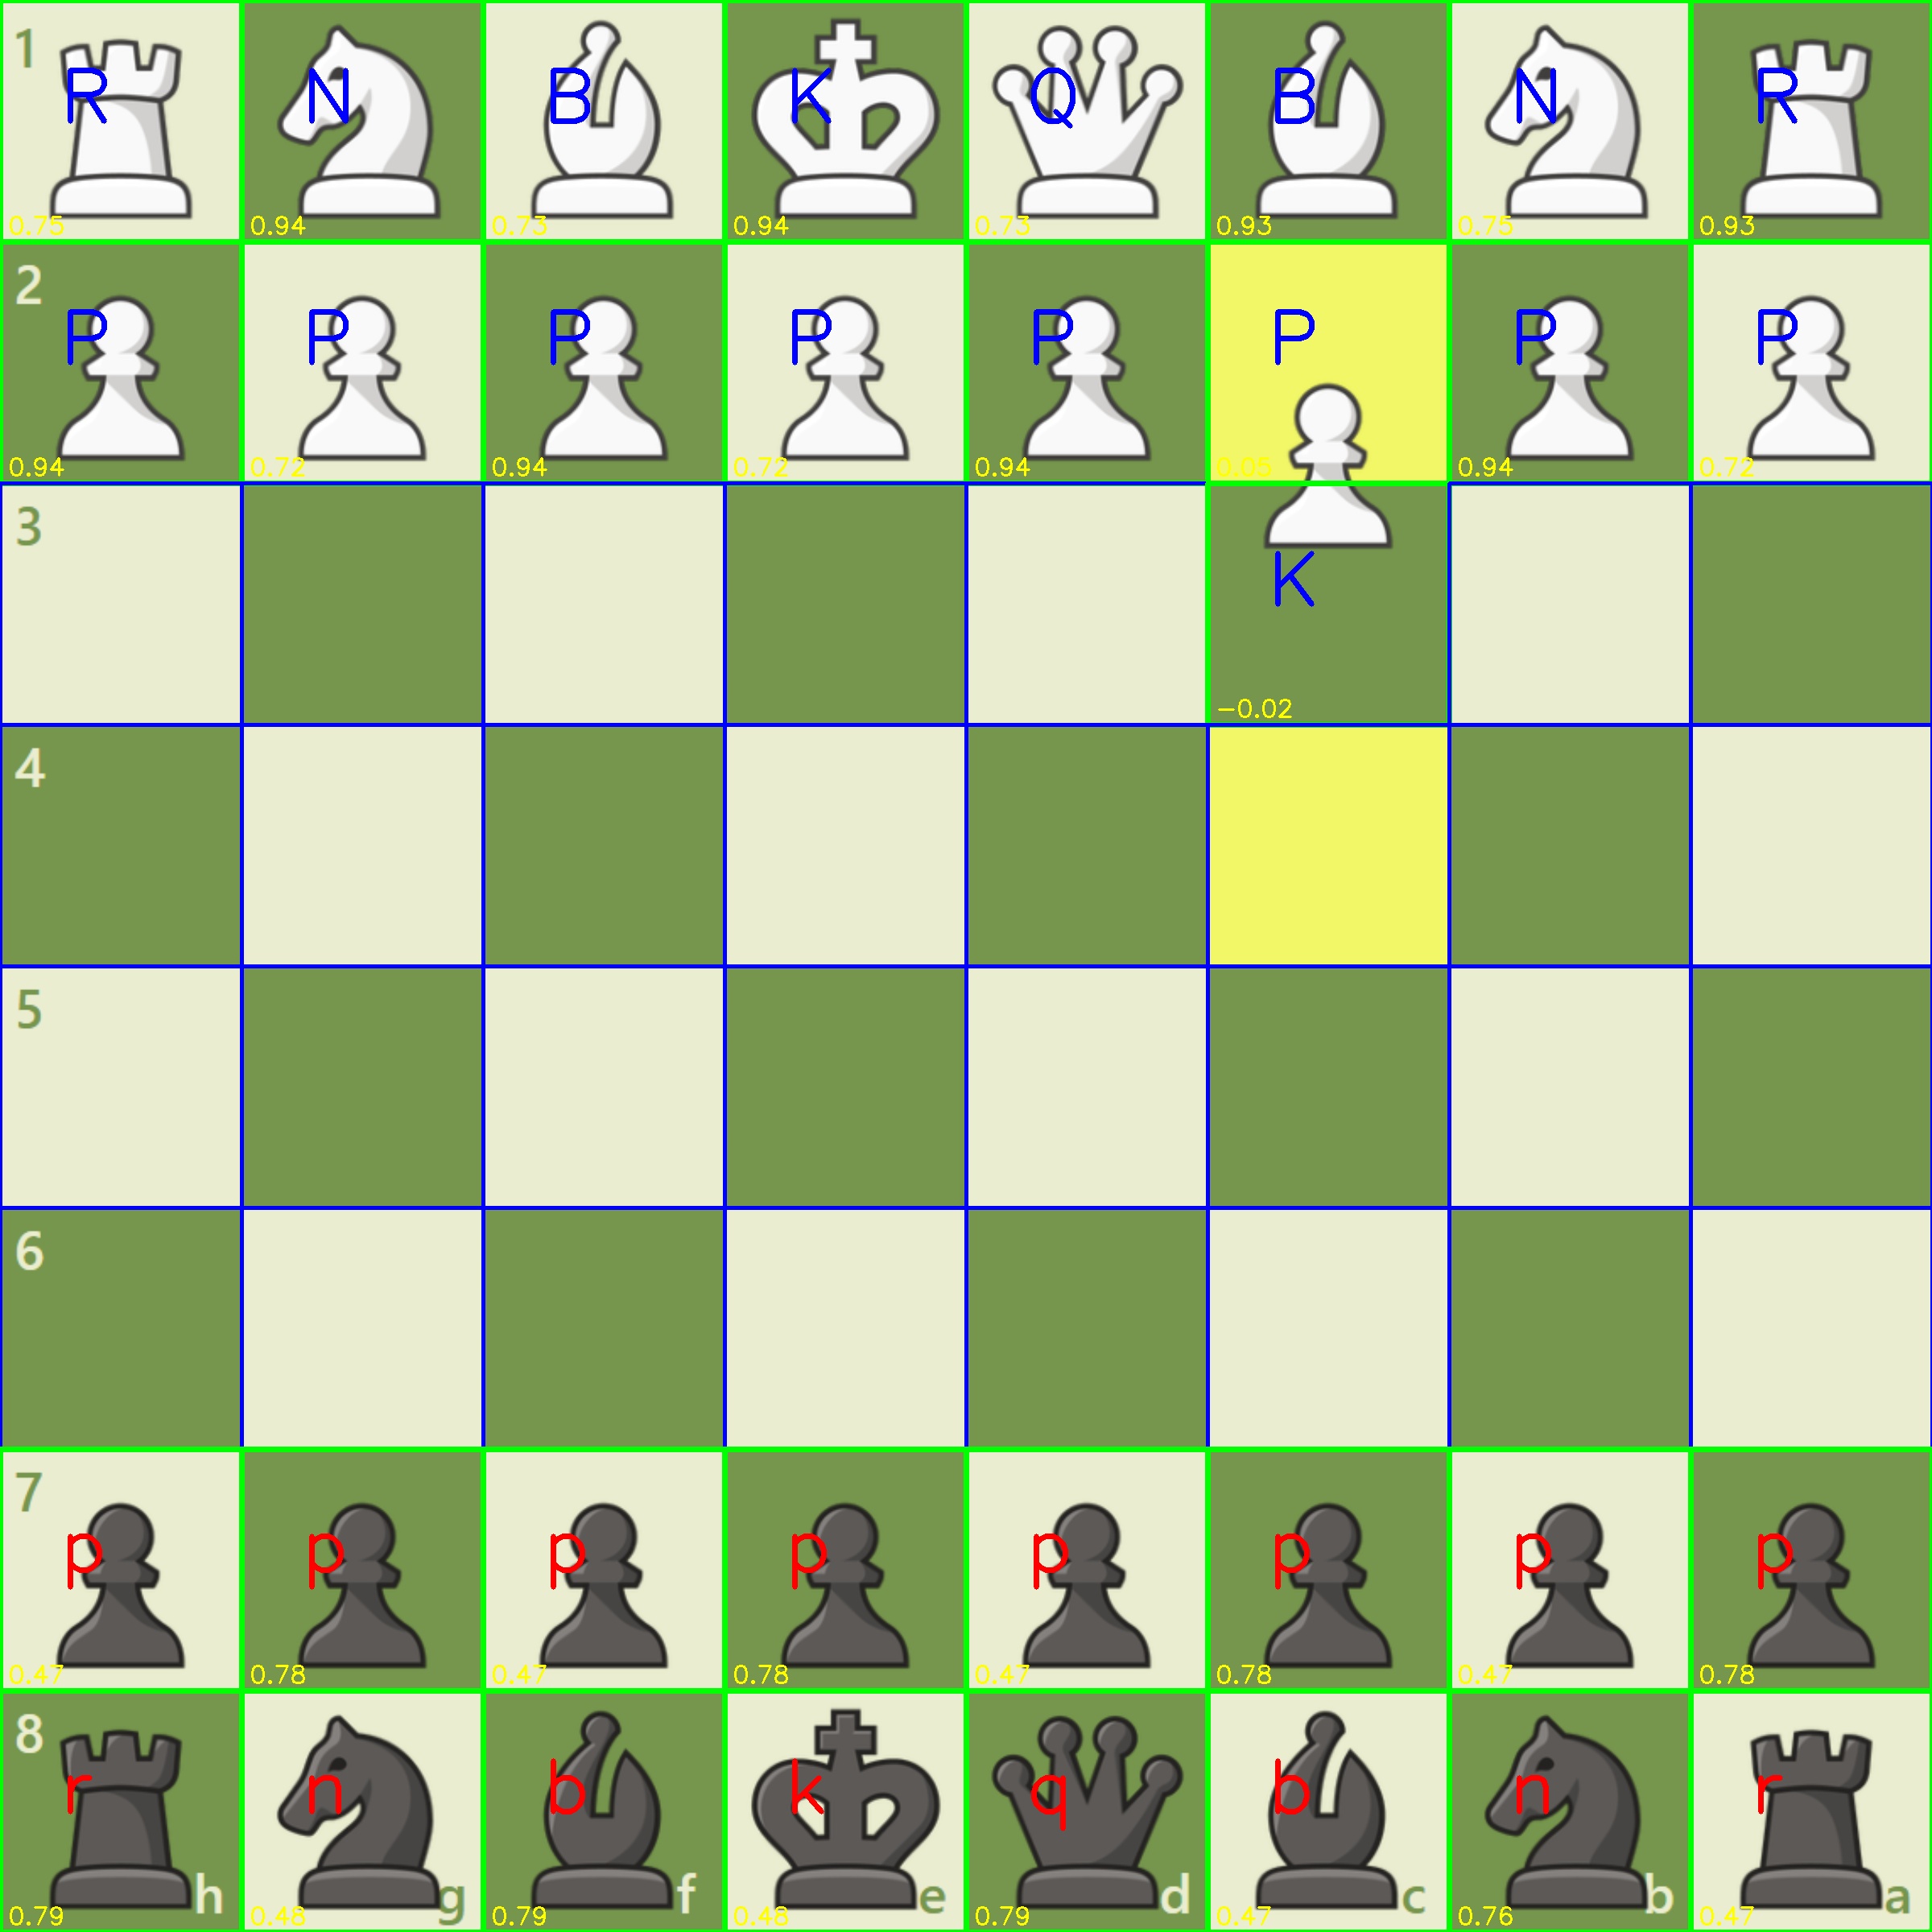 1 R N B K Q B N R
0.75 0.94 0.73 0.94 0.73 0.93 0.75 0.93
2 P P P P P P P P
0.94 0.72 0.94 0.72 0.94 0.05 0.94 0.72
3 K
-0.02
4
5
6
7 p p p p p p p p
0.47 0.78 0.47 0.78 0.47 0.78 0.47 0.78
8 r n b k q b n r
h g f e d c b a
0.79 0.48 0.79 0.48 0.79 0.47 0.76 0.47